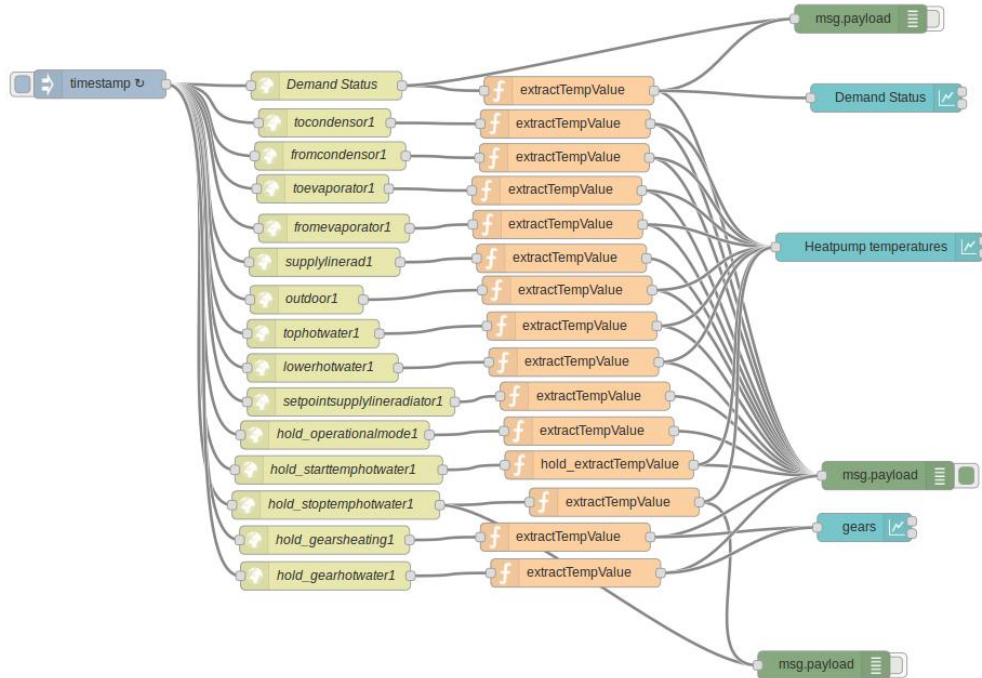 msg.payload
timestamp ↻
Demand Status
extractTempValue
Demand Status
tocondensor1
extractTempValue
fromcondensor1
extractTempValue
toevaporator1
extractTempValue
fromevaporator1
extractTempValue
Heatpump temperatures
supplylinerad1
extractTempValue
outdoor1
extractTempValue
tophotwater1
extractTempValue
lowerhotwater1
extractTempValue
setpointsupplylineradiator1
extractTempValue
hold_operationalmode1
extractTempValue
hold_starttemphotwater1
hold_extractTempValue
msg.payload
hold_stoptemphotwater1
extractTempValue
gears
hold_gearsheating1
extractTempValue
hold_gearhotwater1
extractTempValue
msg.payload